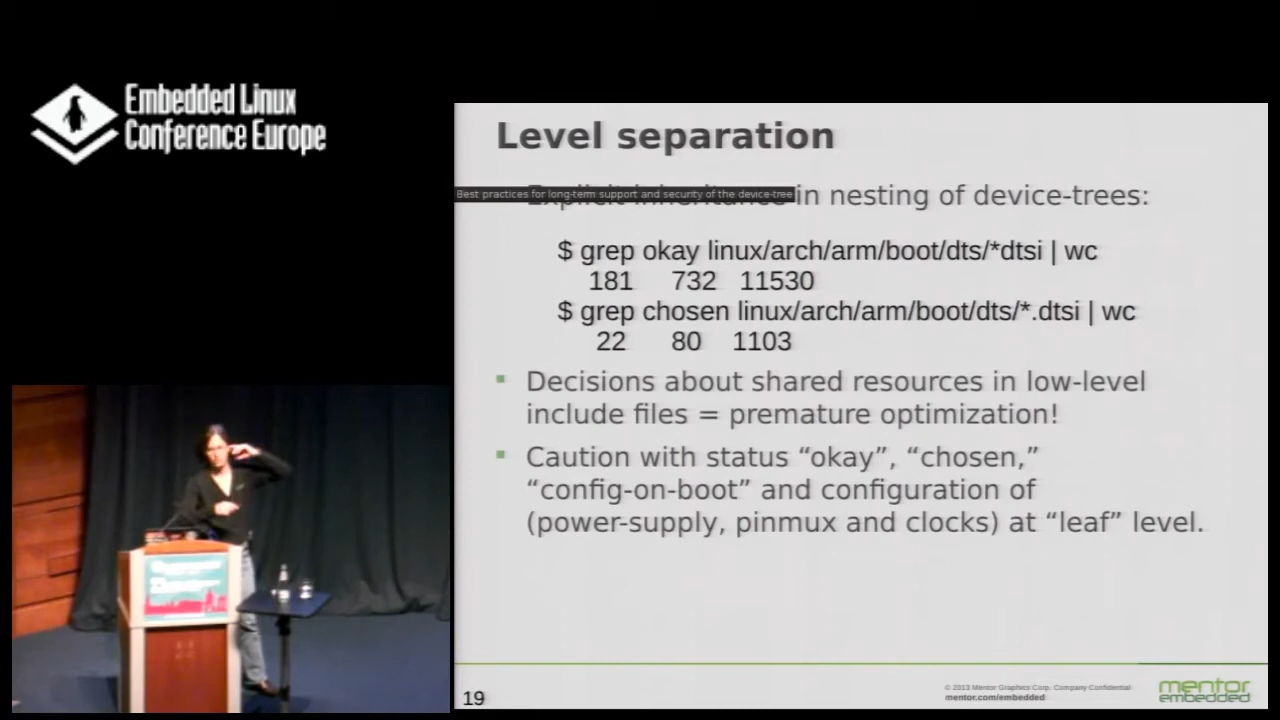 Embedded Linux
Conference Europe
Level separation
Best practices for long-term support and security of the device-tree
Explicit inheritance in nesting of device-trees:
$ grep okay linux/arch/arm/boot/dts/*dtsi | wc
181 732 11530
$ grep chosen linux/arch/arm/boot/dts/*.dtsi | wc
22 80 1103
Decisions about shared resources in low-level
include files = premature optimization!
Caution with status “okay”, “chosen,”
“config-on-boot” and configuration of
(power-supply, pinmux and clocks) at “leaf” level.
19
© 2013 Mentor Graphics Corp. Company Confidential
mentor.com/embedded
mentor
embedded